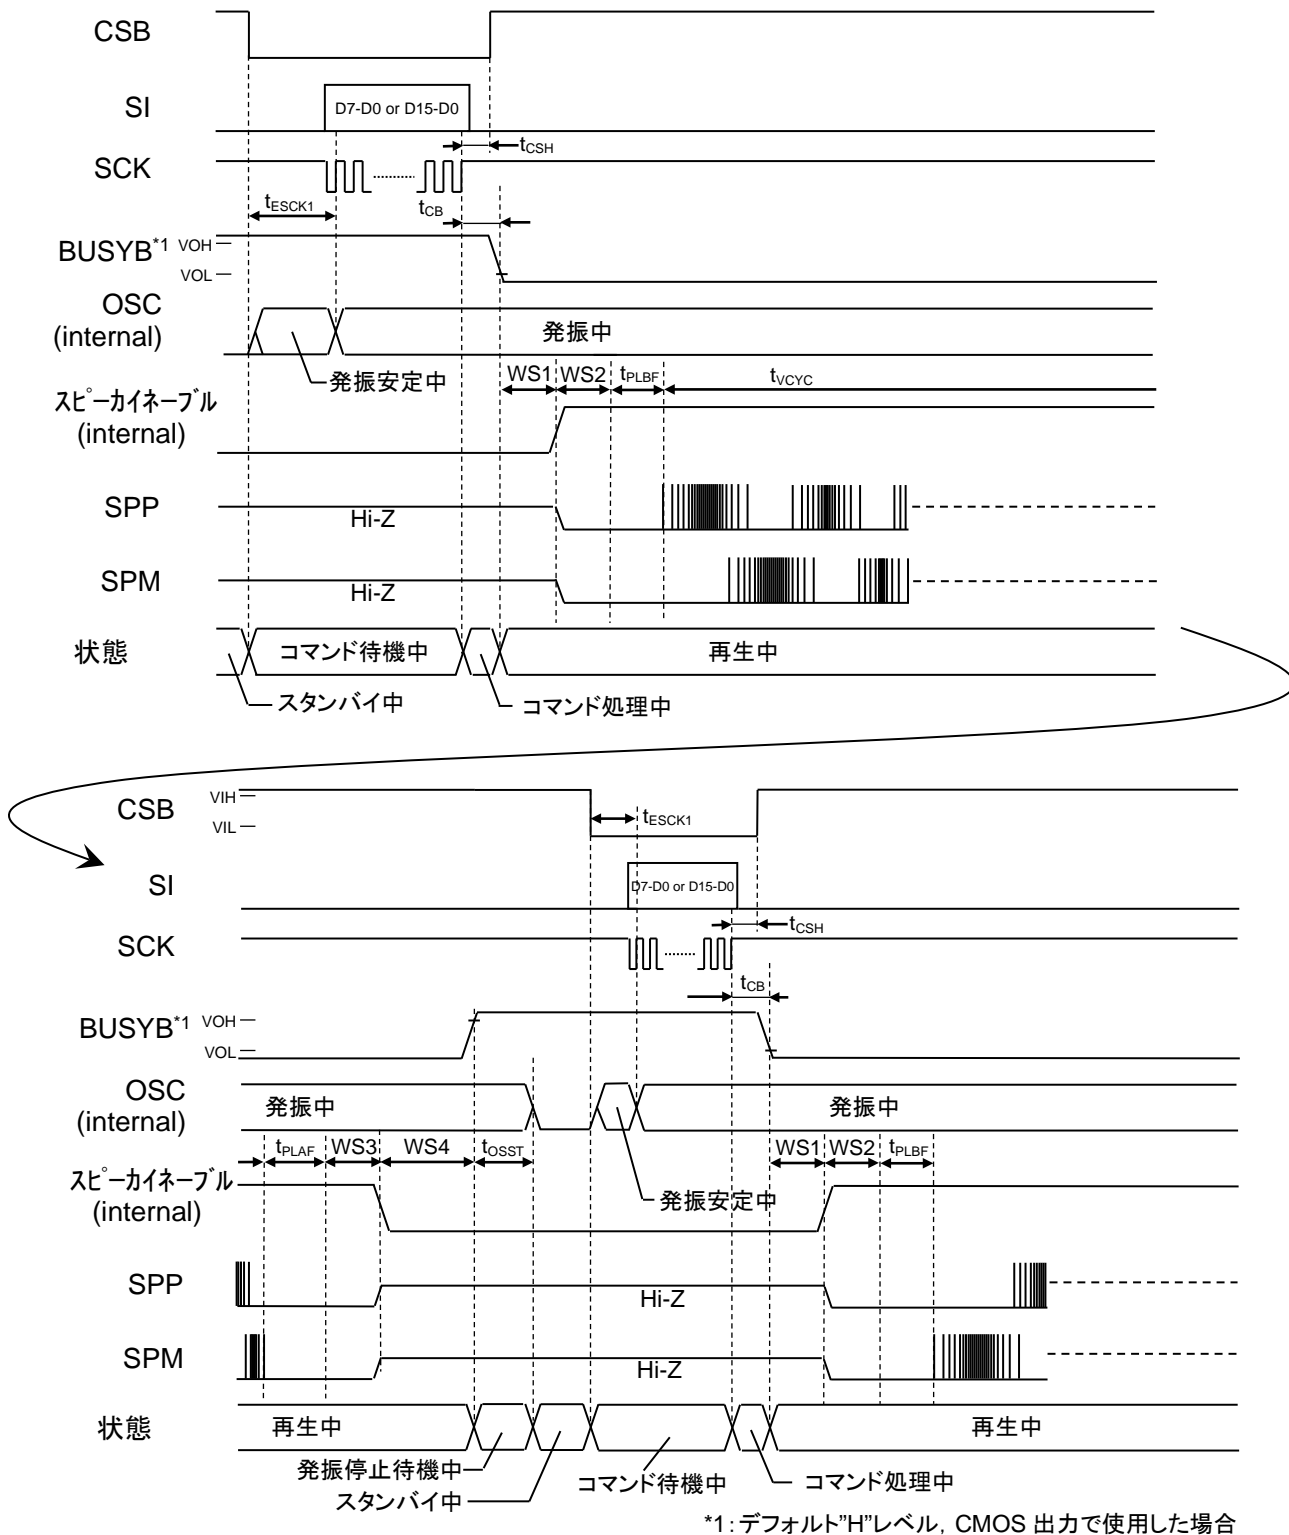 CSB
SI
D7-D0 or D15-D0
tCSH
SCK
tESCK1
tCB
BUSYB*1 VOH
VOL
OSC
(internal)
発振中
発振安定中
WS1 WS2 tPLBF tVCYC
スピーカイネーブル
(internal)
SPP
Hi-Z
SPM
Hi-Z
状態
コマンド待機中
再生中
スタンバイ中
コマンド処理中
CSB
VIH
VIL
tESCK1
SI
D7-D0 or D15-D0
tCSH
SCK
tCB
BUSYB*1 VOH
VOL
OSC
(internal)
発振中
発振中
tPLAF WS3 WS4 tOSST
WS1 WS2 tPLBF
発振安定中
スピーカイネーブル
(internal)
SPP
Hi-Z
SPM
Hi-Z
状態
再生中
再生中
発振停止待機中
スタンバイ中
コマンド待機中
コマンド処理中
*1:デフォルト"H"レベル, CMOS 出力で使用した場合